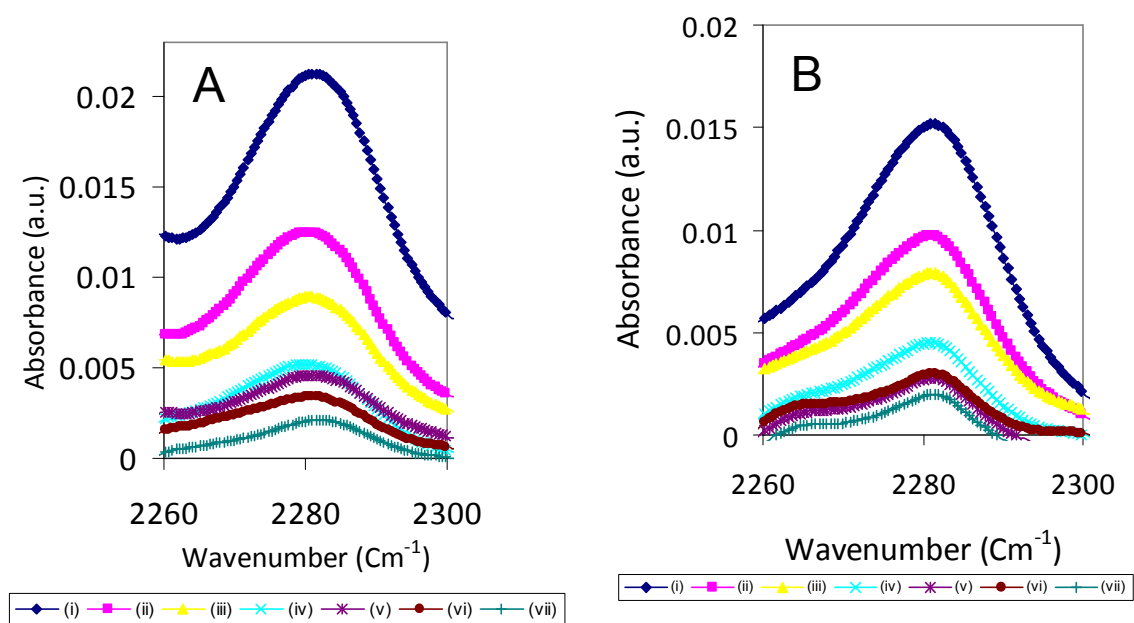 A
0.02
0.015
0.01
0.005
0
2260 2280 2300
Absorbance (a.u.)
Wavenumber (Cm⁻¹)
(i) (ii) (iii) (iv) (v) (vi) (vii)
B
0.02
0.015
0.01
0.005
0
2260 2280 2300
Absorbance (a.u.)
Wavenumber (Cm⁻¹)
(i) (ii) (iii) (iv) (v) (vi) (vii)